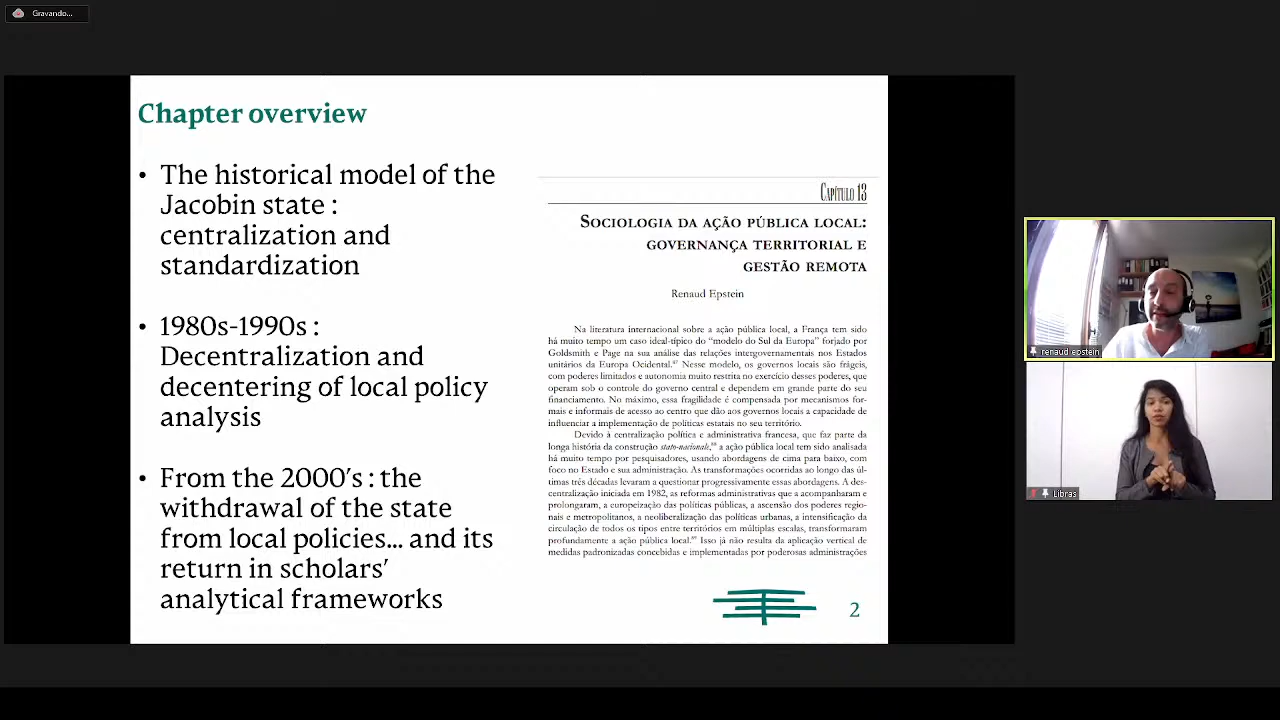 Gravando...
Chapter overview
• The historical model of the
Jacobin state :
centralization and
standardization
• 1980s-1990s :
Decentralization and
decentering of local policy
analysis
• From the 2000's : the
withdrawal of the state
from local policies... and its
return in scholars'
analytical frameworks
Capítulo 13
Sociologia da ação pública local:
governança territorial e
gestão remota
Renaud Epstein
Na literatura internacional sobre a ação pública local, a França tem sido
há muito tempo um caso ideal-típico do “modelo do Sul da Europa” forjado por
Goldsmith e Page na sua análise das relações intergovernamentais nos Estados
unitários da Europa Ocidental. Nesse modelo, os governos locais são frágeis,
com poderes limitados e autonomia muito restrita no exercício desses poderes, que
operam sob o controle do governo central e dependem em grande parte do seu
financiamento. No máximo, essa fragilidade é compensada por mecanismos for-
mais e informais de acesso ao centro que dão aos governos locais a capacidade de
influenciar a implementação de políticas estatais no seu território.
Devido à centralização política e administrativa francesa, que faz parte da
longa história da construção stato-nacionale, a ação pública local tem sido analisada
há muito tempo por pesquisadores, usando abordagens de cima para baixo, com
foco no Estado e sua administração. As transformações ocorridas ao longo das úl-
timas três décadas levaram a questionar progressivamente essas abordagens. A des-
centralização iniciada em 1982, as reformas administrativas que a acompanharam e
prolongaram, a europeização das políticas públicas, a ascensão dos poderes regio-
nais e metropolitanos, a neoliberalização das políticas urbanas, a intensificação da
circulação de todos os tipos entre territórios em múltiplas escalas, transformaram
profundamente a ação pública local. Isso já não resulta da aplicação vertical de
medidas padronizadas concebidas e implementadas por poderosas administrações
2
renaud epstein
Libras